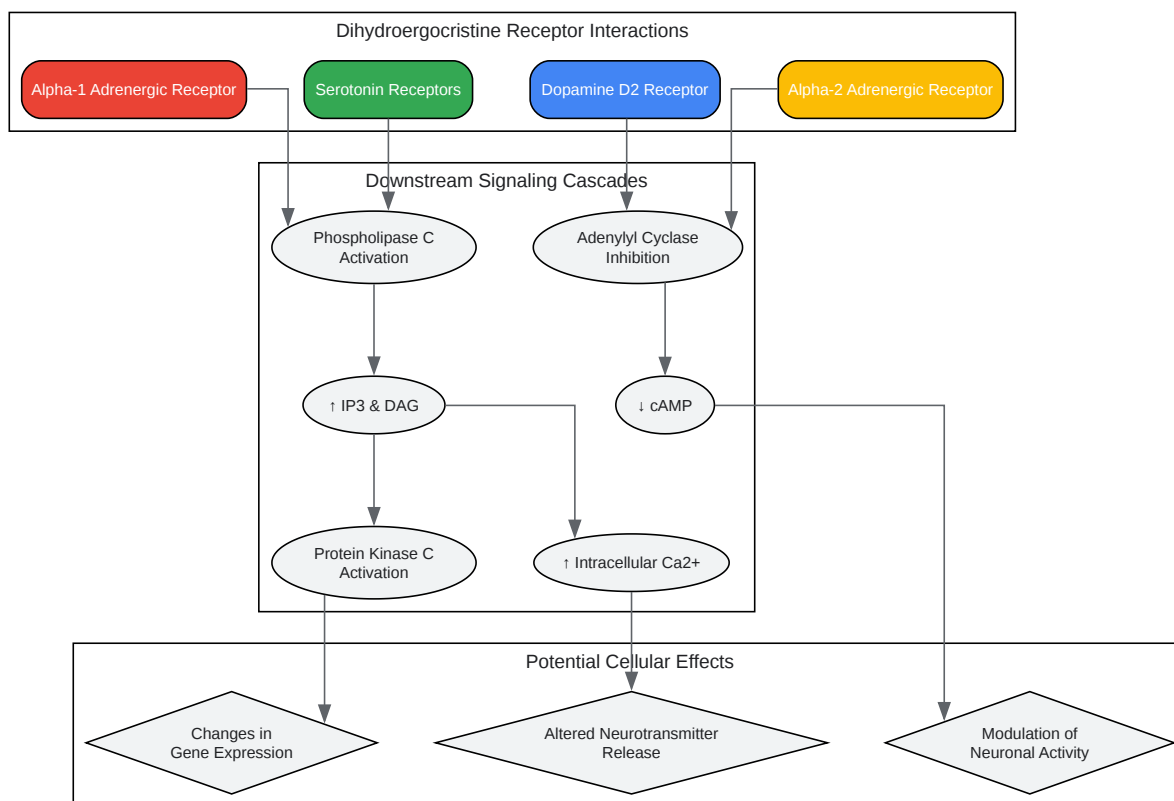 Dihydroergocristine Receptor Interactions
Alpha-1 Adrenergic Receptor
Serotonin Receptors
Dopamine D2 Receptor
Alpha-2 Adrenergic Receptor
Downstream Signaling Cascades
Phospholipase C
Activation
Adenylyl Cyclase
Inhibition
↑ IP3 & DAG
↓ cAMP
Protein Kinase C
Activation
↑ Intracellular Ca2+
Potential Cellular Effects
Changes in
Gene Expression
Altered Neurotransmitter
Release
Modulation of
Neuronal Activity